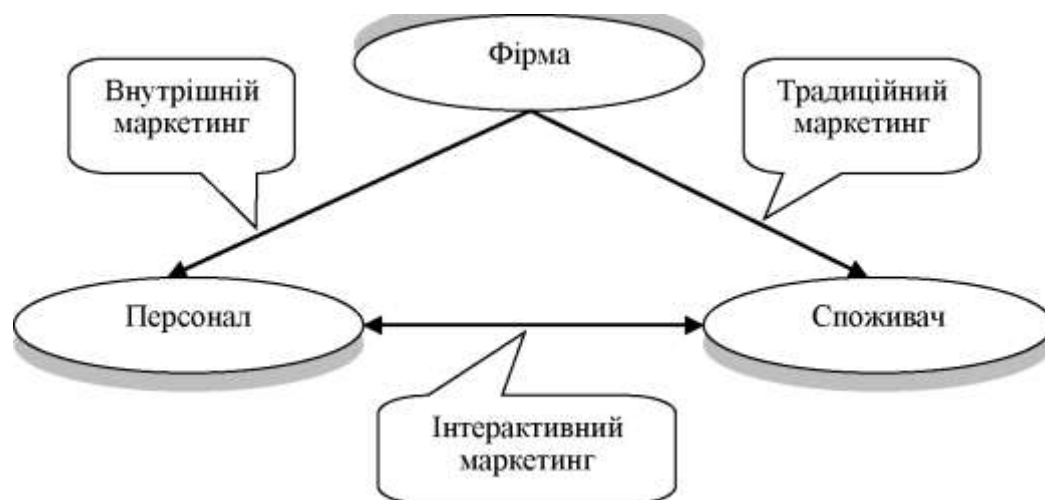 Фірма
Внутрішній
маркетинг
Традиційний
маркетинг
Персонал
Споживач
Інтерактивний
маркетинг